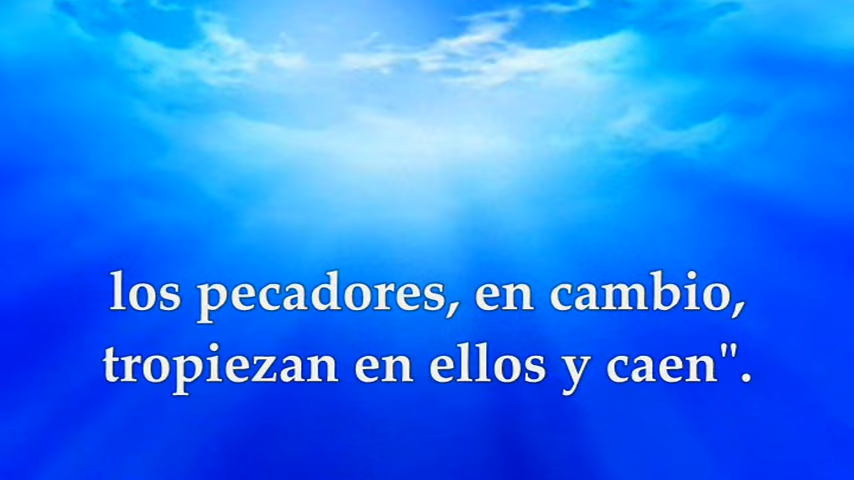 los pecadores, en cambio,
tropiezan en ellos y caen".